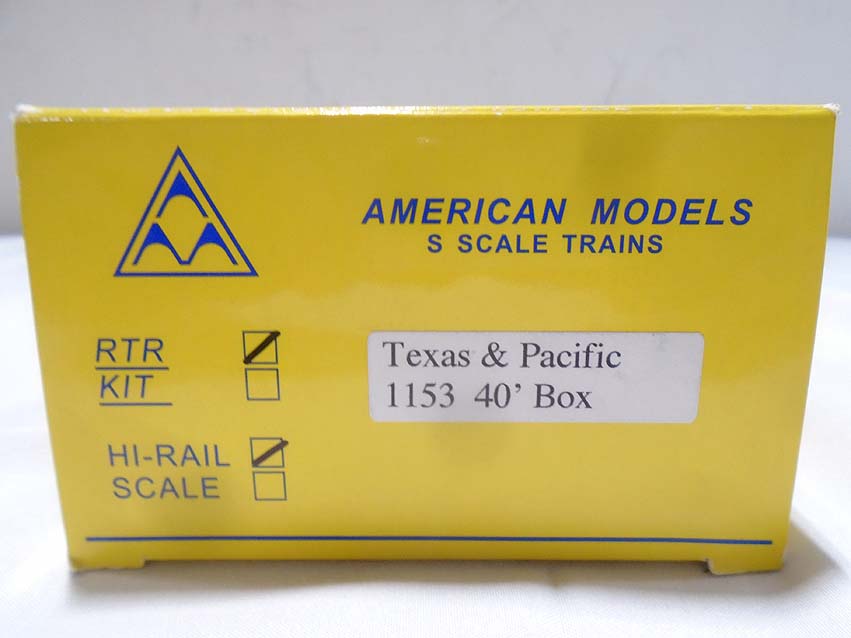 AMERICAN MODELS
S SCALE TRAINS
RTR
KIT
Texas & Pacific
1153 40’ Box
HI-RAIL
SCALE